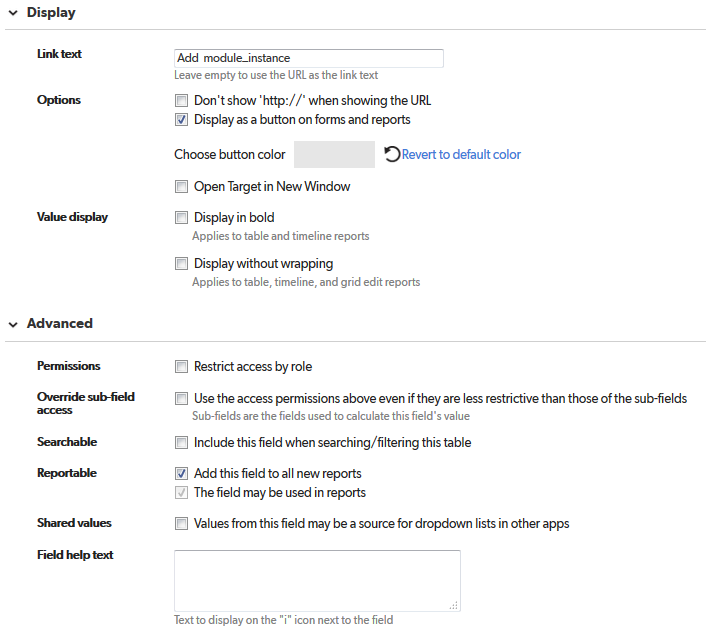 Display
Link text
Add module_instance
Leave empty to use the URL as the link text
Options
Don't show 'http://' when showing the URL
Display as a button on forms and reports
Choose button color
Revert to default color
Open Target in New Window
Value display
Display in bold
Applies to table and timeline reports
Display without wrapping
Applies to table, timeline, and grid edit reports
Advanced
Permissions
Restrict access by role
Override sub-field
access
Use the access permissions above even if they are less restrictive than those of the sub-fields
Sub-fields are the fields used to calculate this field's value
Searchable
Include this field when searching/filtering this table
Reportable
Add this field to all new reports
The field may be used in reports
Shared values
Values from this field may be a source for dropdown lists in other apps
Field help text
Text to display on the "i" icon next to the field